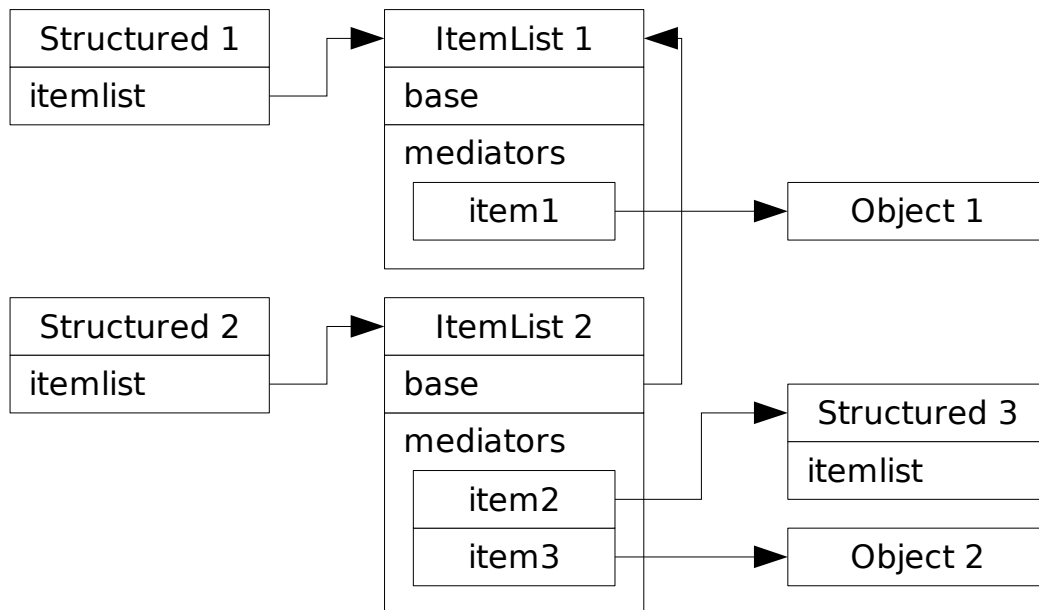 Structured 1
itemlist
ItemList 1
base
mediators
item1
Object 1
Structured 2
itemlist
ItemList 2
base
mediators
item2
item3
Structured 3
itemlist
Object 2